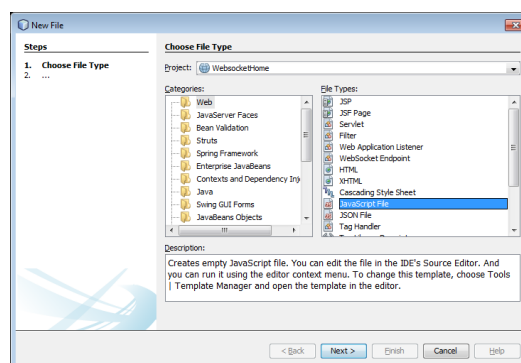 New File
Steps
1. Choose File Type
2. ...
Choose File Type
Project: WebsocketHome
Categories:
Web
JavaServer Faces
Bean Validation
Struts
Spring Framework
Enterprise JavaBeans
Contexts and Dependency Inj
Java
Swing GUI Forms
JavaBeans Objects
File Types:
JSP
JSF Page
Servlet
Filter
Web Application Listener
WebSocket Endpoint
HTML
XHTML
Cascading Style Sheet
JavaScript File
JSON File
Tag Handler
Description:
Creates empty JavaScript file. You can edit the file in the IDE's Source Editor. And
you can run it using the editor context menu. To change this template, choose Tools
| Template Manager and open the template in the editor.
< Back
Next >
Finish
Cancel
Help